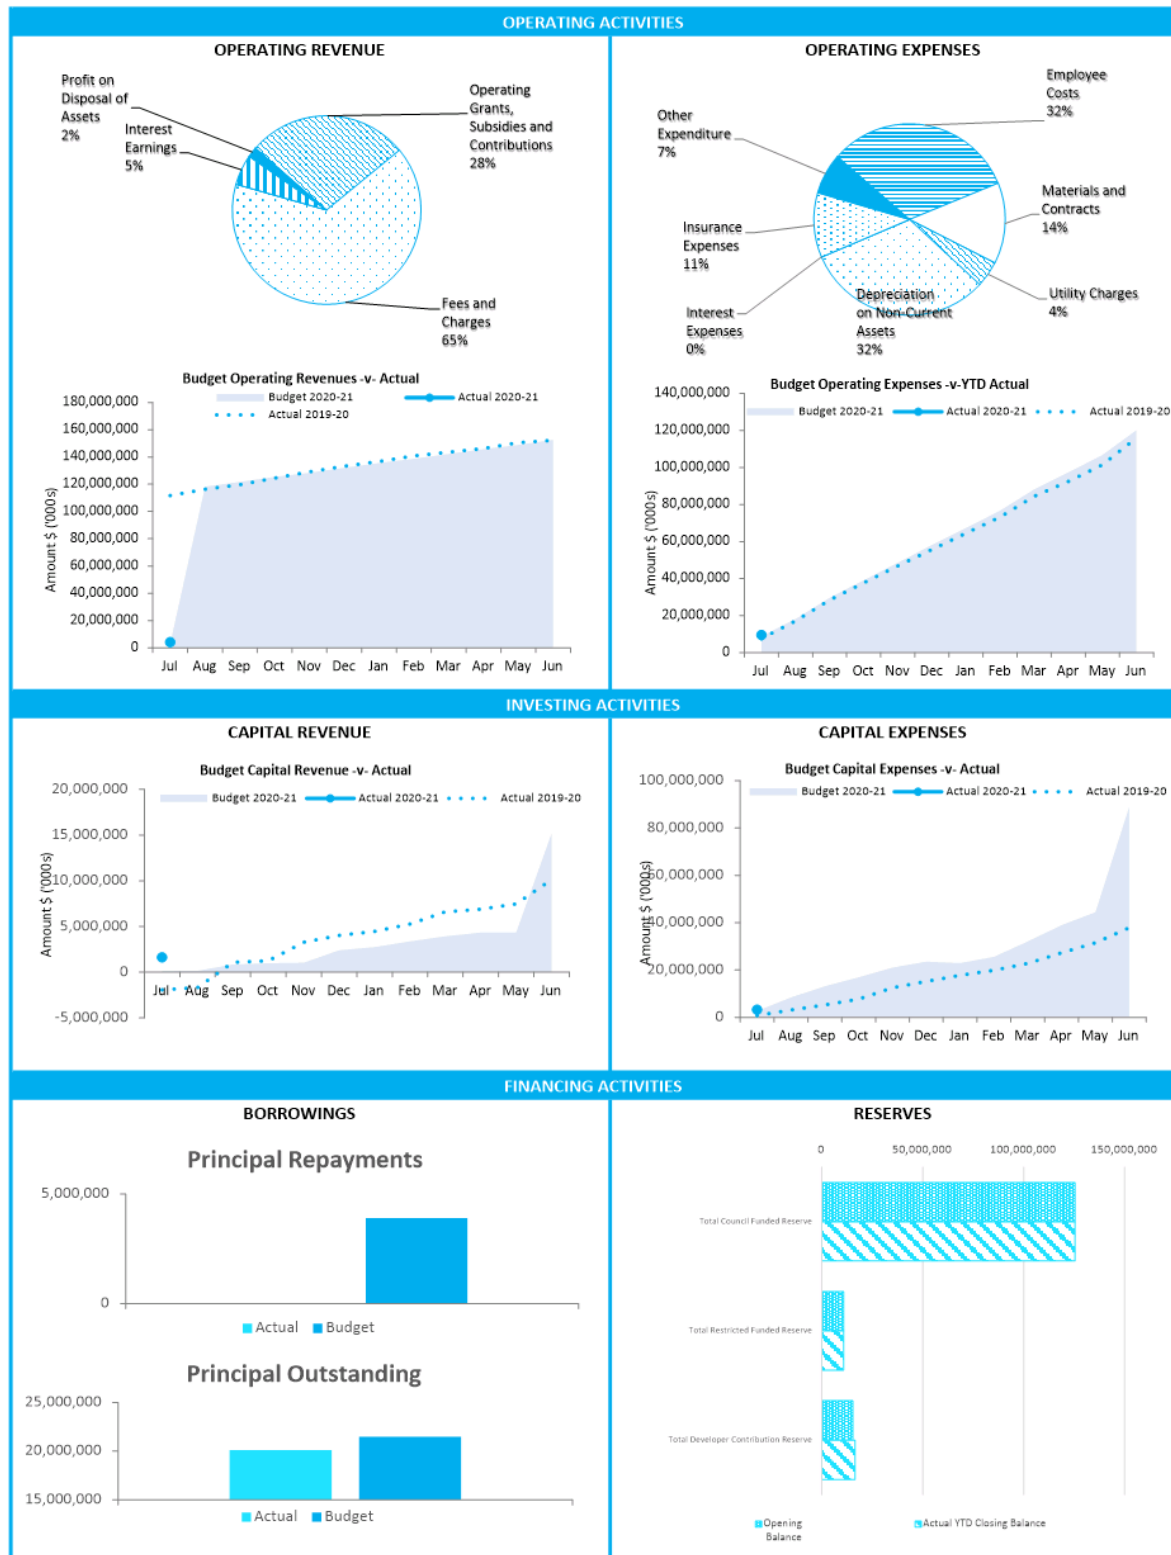 OPERATING ACTIVITIES
OPERATING REVENUE
Profit on
Disposal of
Assets
2%
Interest
Earnings
5%
Operating
Grants,
Subsidies and
Contributions
28%
Fees and
Charges
65%
Budget Operating Revenues -v- Actual
Budget 2020-21
Actual 2020-21
Actual 2019-20
Amount $ ('000s)
180,000,000
160,000,000
140,000,000
120,000,000
100,000,000
80,000,000
60,000,000
40,000,000
20,000,000
0
Jul Aug Sep Oct Nov Dec Jan Feb Mar Apr May Jun
OPERATING EXPENSES
Employee
Costs
32%
Other
Expenditure
7%
Materials and
Contracts
14%
Insurance
Expenses
11%
Utility Charges
4%
Interest
Expenses
0%
Depreciation
on Non-Current
Assets
32%
Budget Operating Expenses -v-YTD Actual
Budget 2020-21
Actual 2020-21
Actual 2019-20
Amount $ ('000s)
140,000,000
120,000,000
100,000,000
80,000,000
60,000,000
40,000,000
20,000,000
0
Jul Aug Sep Oct Nov Dec Jan Feb Mar Apr May Jun
INVESTING ACTIVITIES
CAPITAL REVENUE
Budget Capital Revenue -v- Actual
Budget 2020-21
Actual 2020-21
Actual 2019-20
Amount $ ('000s)
20,000,000
15,000,000
10,000,000
5,000,000
0
-5,000,000
Jul Aug Sep Oct Nov Dec Jan Feb Mar Apr May Jun
CAPITAL EXPENSES
Budget Capital Expenses -v- Actual
Budget 2020-21
Actual 2020-21
Actual 2019-20
Amount $ ('000s)
100,000,000
80,000,000
60,000,000
40,000,000
20,000,000
0
Jul Aug Sep Oct Nov Dec Jan Feb Mar Apr May Jun
FINANCING ACTIVITIES
BORROWINGS
Principal Repayments
5,000,000
0
Actual
Budget
Principal Outstanding
25,000,000
20,000,000
15,000,000
Actual
Budget
RESERVES
0 50,000,000 100,000,000 150,000,000
Total Council Funded Reserve
Total Restricted Funded Reserve
Total Developer Contribution Reserve
Opening
Balance
Actual YTD Closing Balance